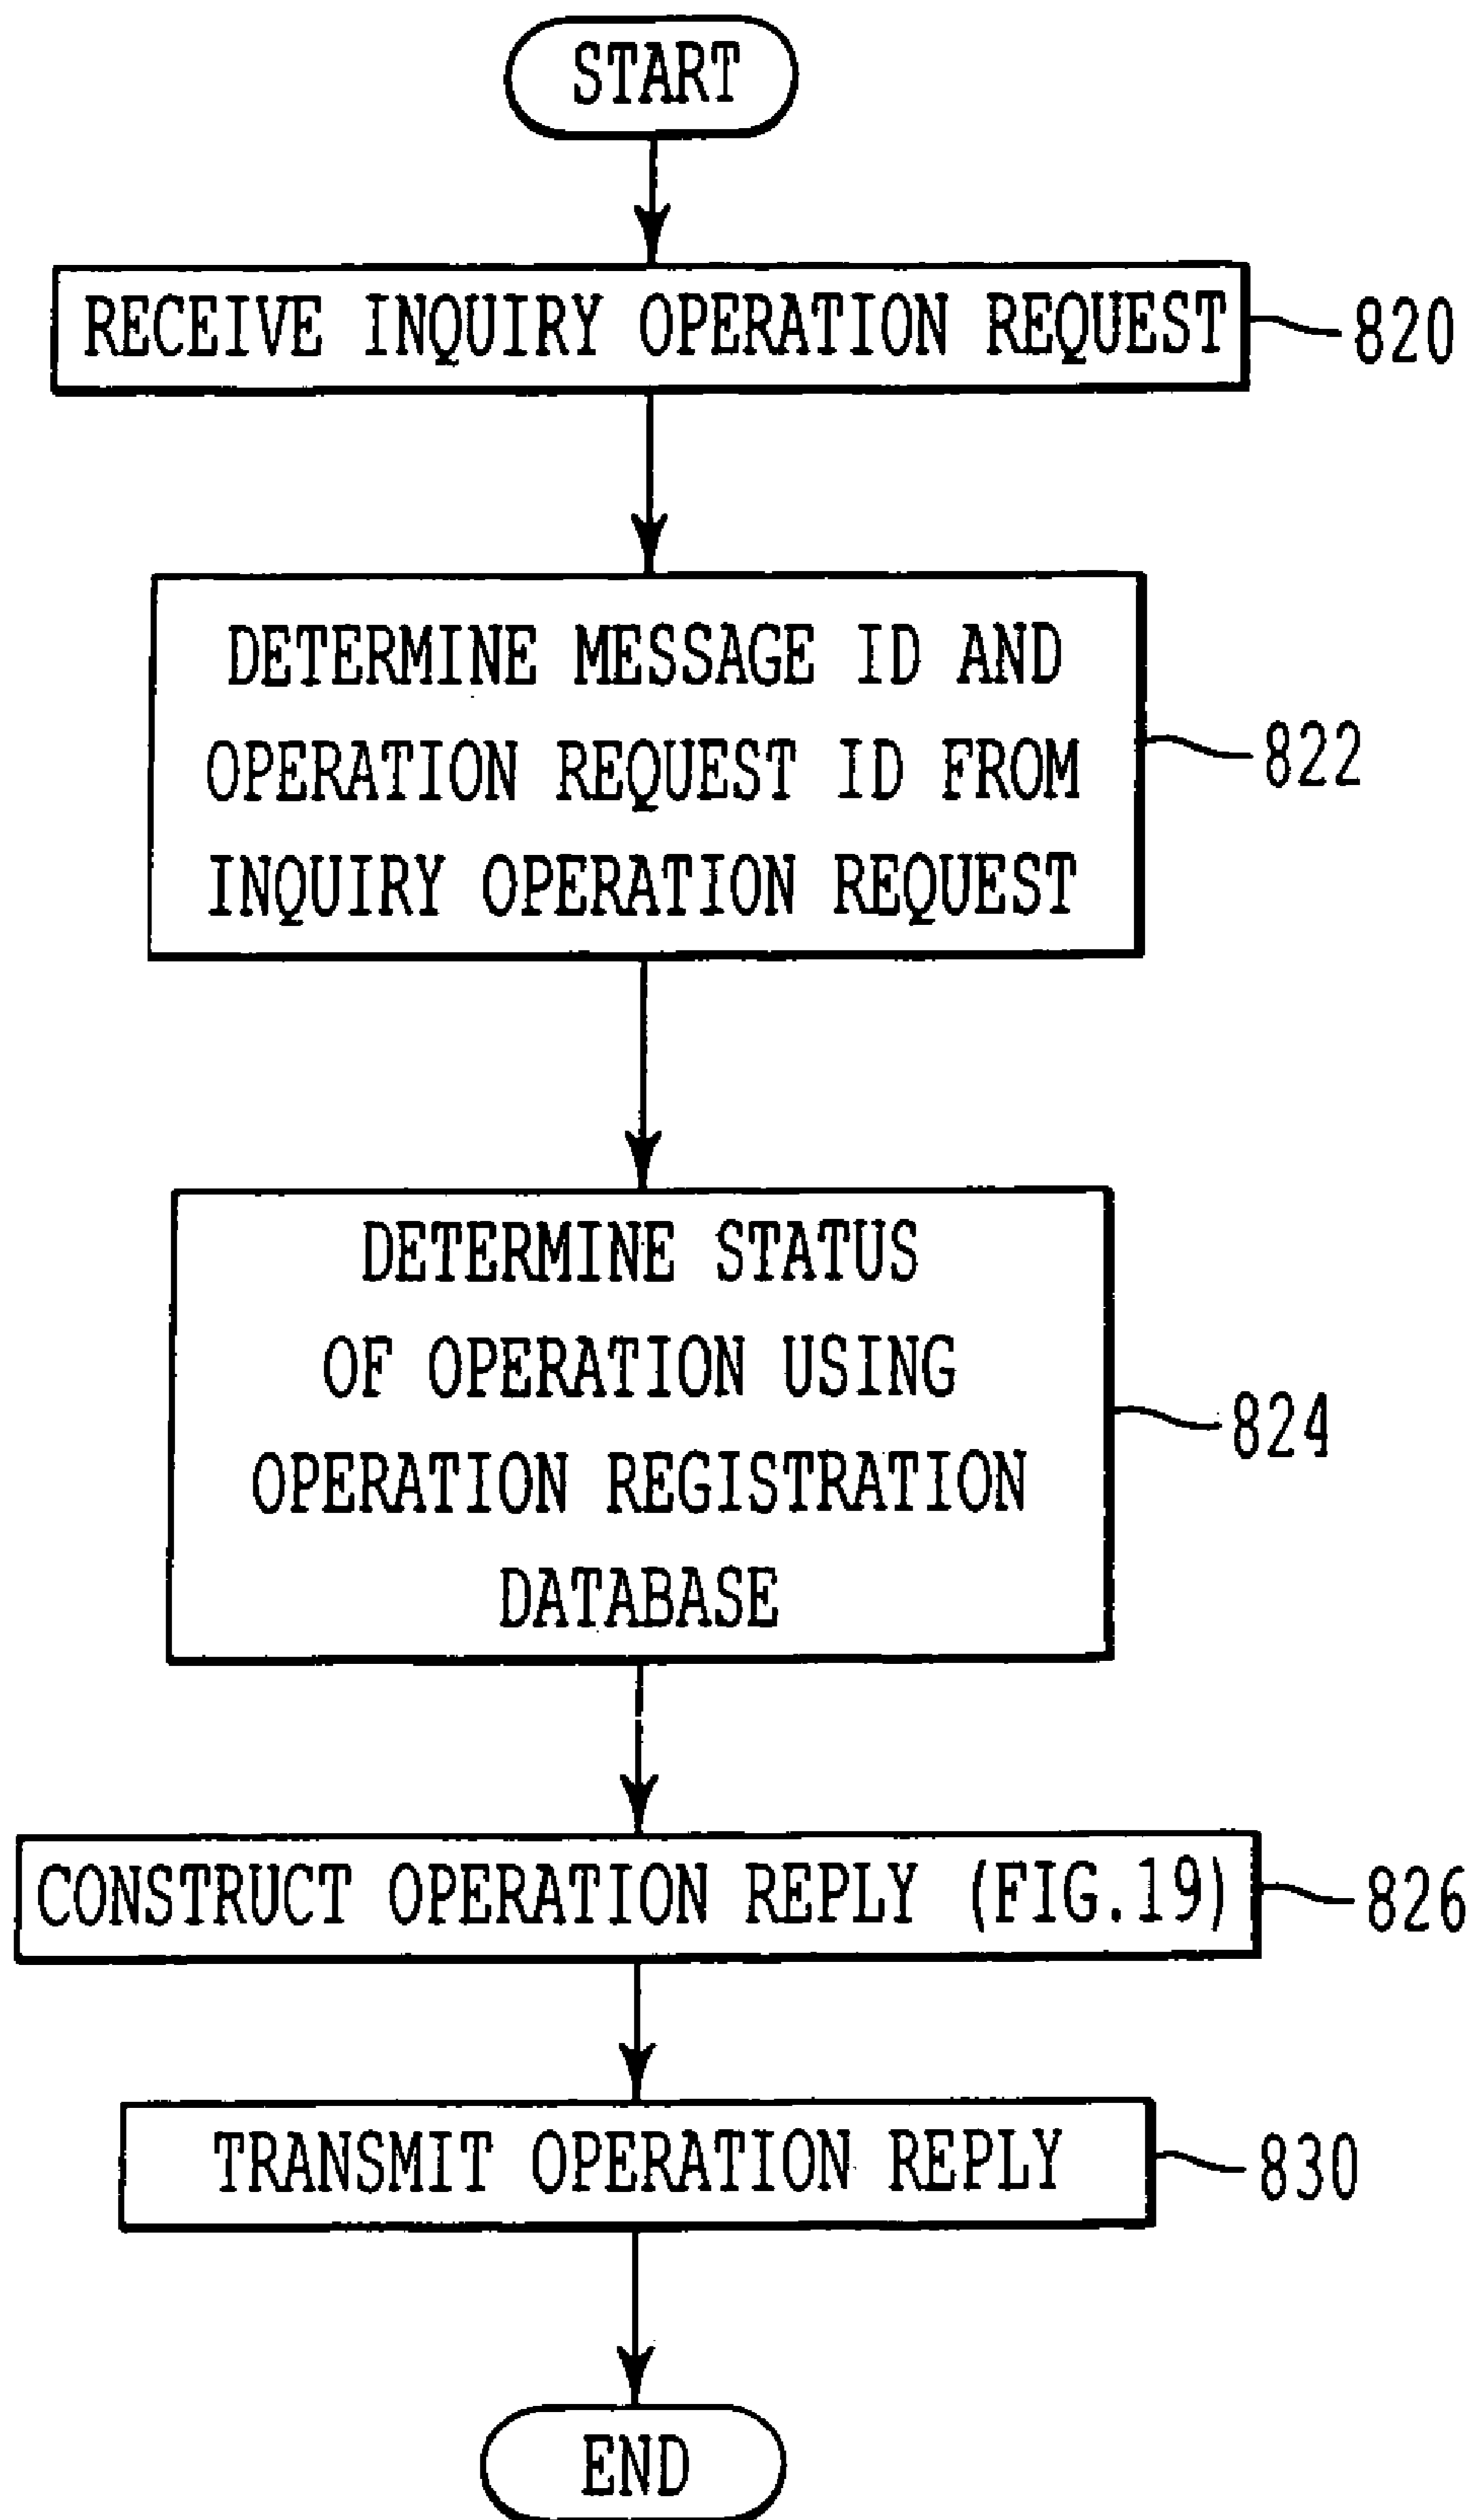 START
RECEIVE INQUIRY OPERATION REQUEST
820
DETERMINE MESSAGE ID AND
OPERATION REQUEST ID FROM
INQUIRY OPERATION REQUEST
822
DETERMINE STATUS
OF OPERATION USING
OPERATION REGISTRATION
DATABASE
824
CONSTRUCT OPERATION REPLY (FIG.19)
826
TRANSMIT OPERATION REPLY
830
END